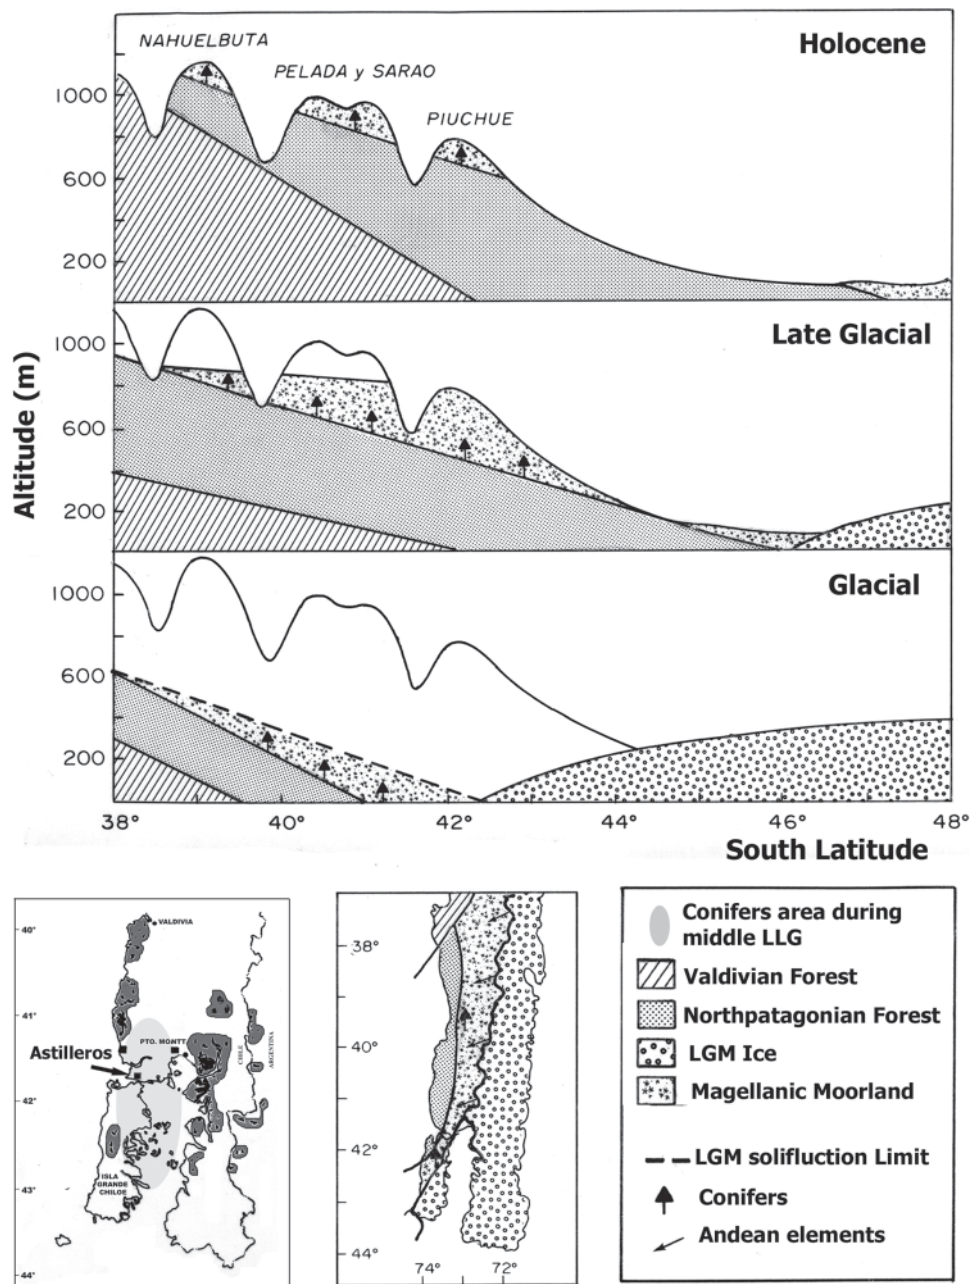 NAHUELBUTA
Holocene
PELADA y SARAO
PIUCHUE
1000
600
200
Late Glacial
1000
600
200
Altitude (m)
Glacial
1000
600
200
38° 40° 42° 44° 46° 48°
South Latitude
40°
VALDIVIA
41°
PTO. MONTT
Astilleros
CHILE
ARGENTINA
42°
ISLA
GRANDE
CHILOE
43°
44°
38°
40°
42°
44°
74° 72°
Conifers area during
middle LLG
Valdivian Forest
Northpatagonian Forest
LGM Ice
Magellanic Moorland
LGM solifluction Limit
Conifers
Andean elements